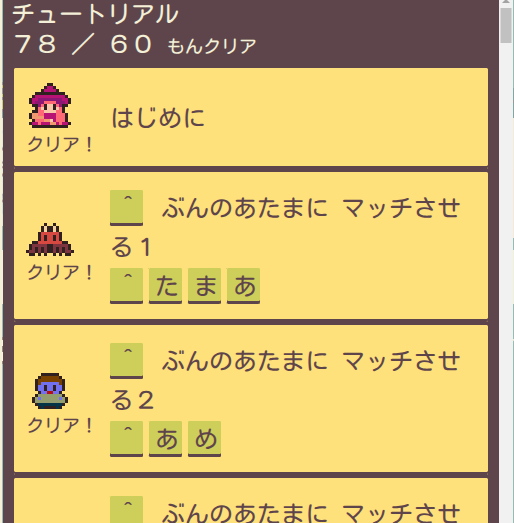 チュートリアル
７８ ／ ６０ もんクリア
はじめに
クリア！
＾ ぶんのあたまに マッチさせ
る１
クリア！
＾ た ま あ
＾ ぶんのあたまに マッチさせ
る２
クリア！
＾ あ め
＾ ぶんのあたまに マッチさせ